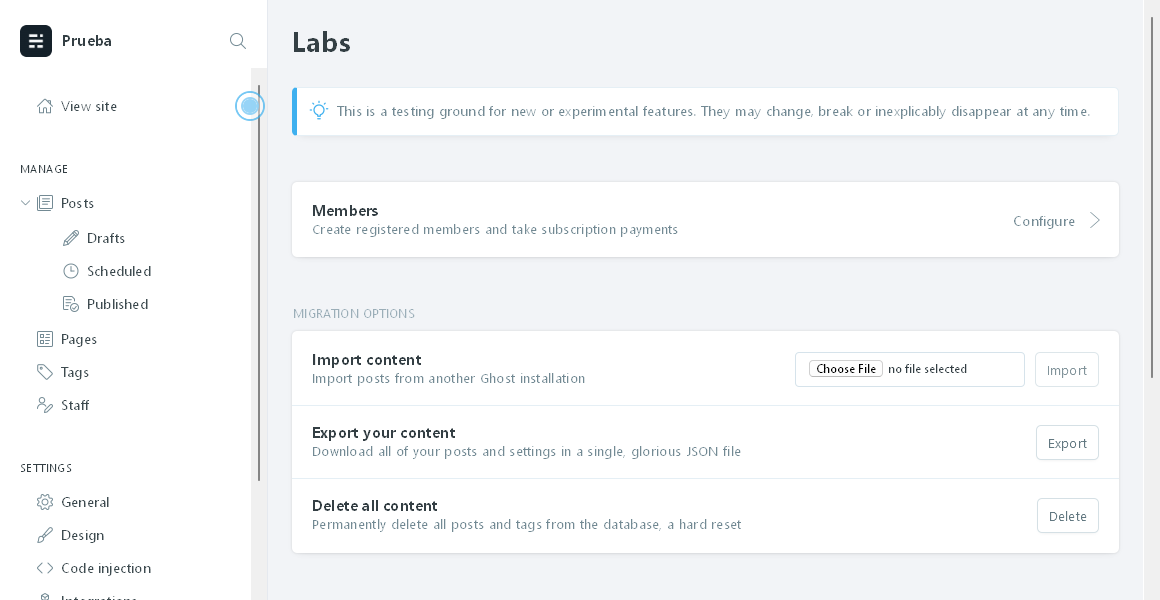 Prueba
View site
MANAGE
Posts
Drafts
Scheduled
Published
Pages
Tags
Staff
SETTINGS
General
Design
Code injection
Integrations
Labs
This is a testing ground for new or experimental features. They may change, break or inexplicably disappear at any time.
Members
Create registered members and take subscription payments
Configure
MIGRATION OPTIONS
Import content
Import posts from another Ghost installation
Choose File no file selected
Import
Export your content
Download all of your posts and settings in a single, glorious JSON file
Export
Delete all content
Permanently delete all posts and tags from the database, a hard reset
Delete